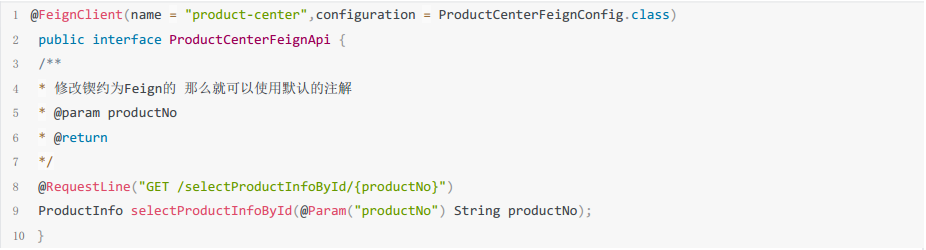 1 @FeignClient(name = "product-center",configuration = ProductCenterFeignConfig.class)
2 public interface ProductCenterFeignApi {
3 /**
4 * 修改锲约为Feign的 那么就可以使用默认的注解
5 * @param productNo
6 * @return
7 */
8 @RequestLine("GET /selectProductInfoById/{productNo}")
9 ProductInfo selectProductInfoById(@Param("productNo") String productNo);
10 }